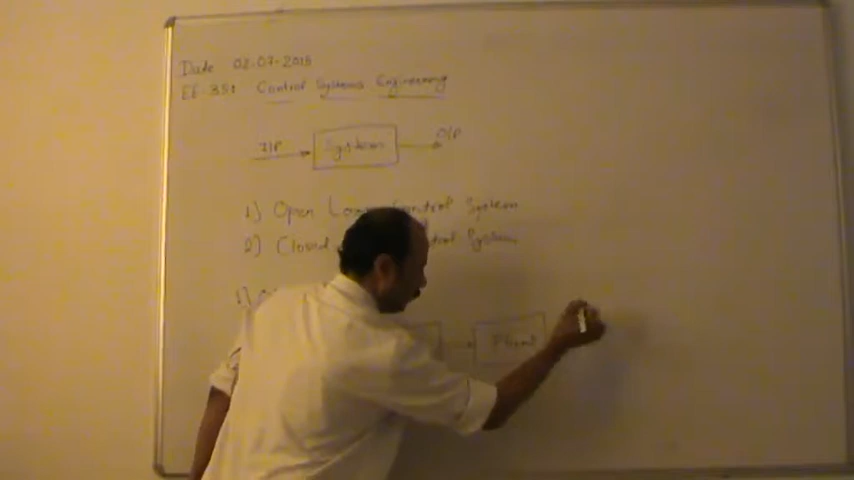 Date 02-07-2015
EE-351 Control Systems Engineering
I/P System O/P
1) Open Loop Control System
2) Closed System
1)
Plant